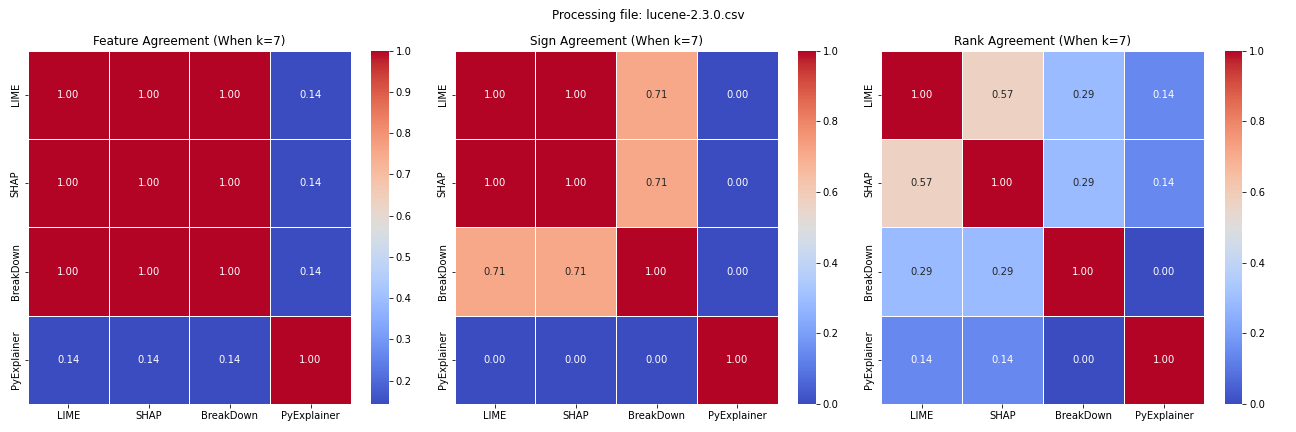 Processing file: lucene-2.3.0.csv
Feature Agreement (When k=7)
LIME 1.00 1.00 1.00 0.14
SHAP 1.00 1.00 1.00 0.14
BreakDown 1.00 1.00 1.00 0.14
PyExplainer 0.14 0.14 0.14 1.00
LIME SHAP BreakDown PyExplainer
1.0
0.9
0.8
0.7
0.6
0.5
0.4
0.3
0.2
Sign Agreement (When k=7)
LIME 1.00 1.00 0.71 0.00
SHAP 1.00 1.00 0.71 0.00
BreakDown 0.71 0.71 1.00 0.00
PyExplainer 0.00 0.00 0.00 1.00
LIME SHAP BreakDown PyExplainer
1.0
0.8
0.6
0.4
0.2
0.0
Rank Agreement (When k=7)
LIME 1.00 0.57 0.29 0.14
SHAP 0.57 1.00 0.29 0.14
BreakDown 0.29 0.29 1.00 0.00
PyExplainer 0.14 0.14 0.00 1.00
LIME SHAP BreakDown PyExplainer
1.0
0.8
0.6
0.4
0.2
0.0